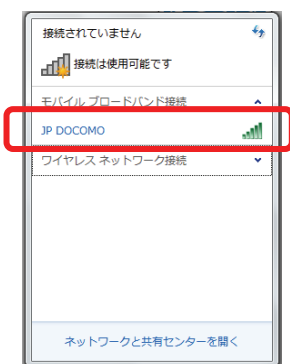 接続されていません
接続は使用可能です
モバイル ブロードバンド接続
JP DOCOMO
ワイヤレス ネットワーク接続
ネットワークと共有センターを開く